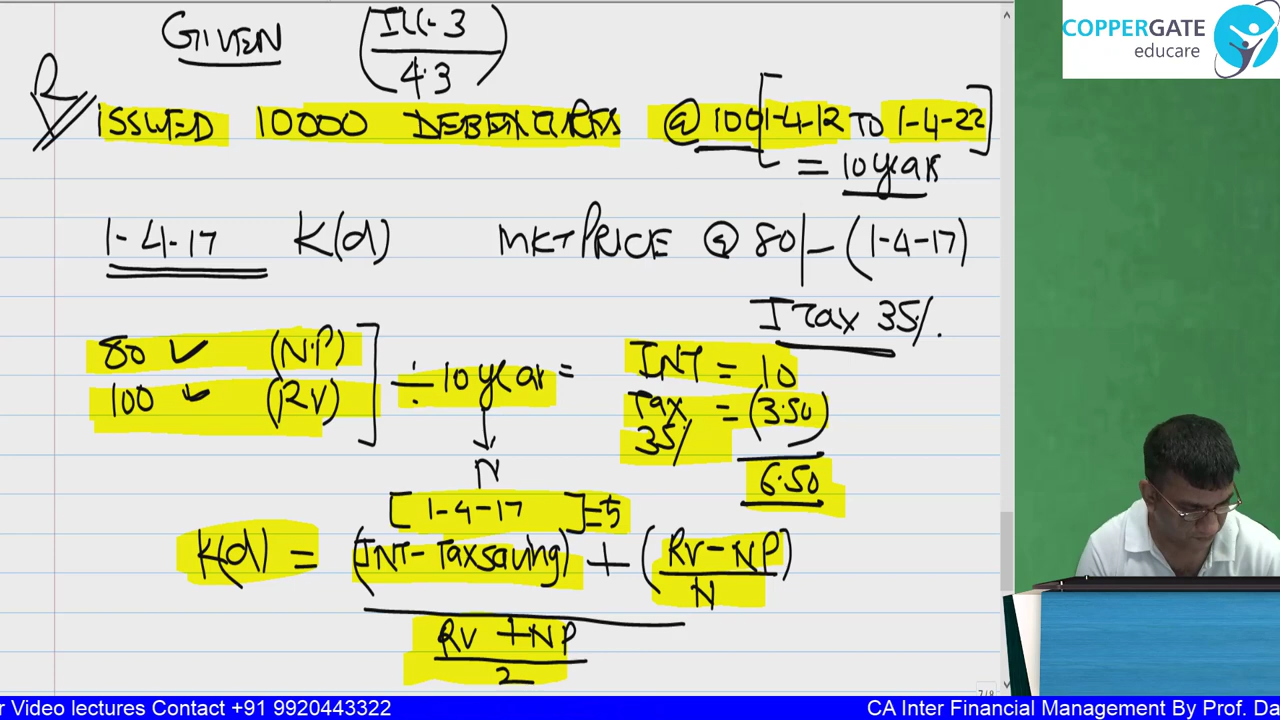 GIVEN (ILL-3 / 4.3)
COPPERGATE
educare
ISSUED 10000 DEBENTURES @ 100 [1-4-12 TO 1-4-22]
= 10 years
1-4-17 K(d) MKT PRICE @ 80/- (1-4-17)
I Tax 35%.
80 ✓ (N.P)
100 ✓ (RV)
÷ 10 year =
INT = 10
Tax = (3.50)
35%
6.50
N
[1-4-17] = 5
K(d) = (INT - Tax saving) + (RV - NP / N)
RV + NP
2
7/8
r Video lectures Contact +91 9920443322
CA Inter Financial Management By Prof. Da